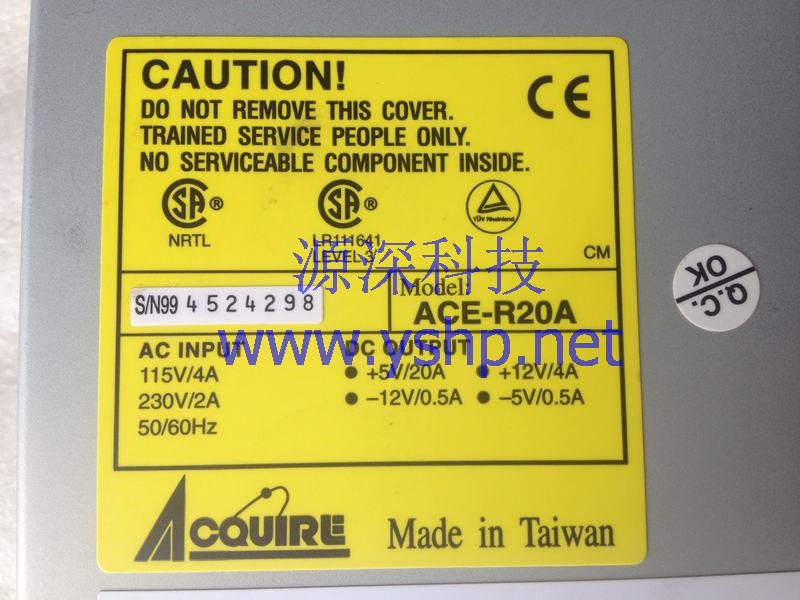 CAUTION!
DO NOT REMOVE THIS COVER.
TRAINED SERVICE PEOPLE ONLY.
NO SERVICEABLE COMPONENT INSIDE.
CE
SA®
NRTL
SA®
LR111641
LEVEL 3
TÜV Rheinland
CM
源深科技
www.yshp.net
Q.C.
OK
S/N99 4524298
Model:
ACE-R20A
AC INPUT
115V/4A
230V/2A
50/60Hz
DC OUTPUT
● +5V/20A ● +12V/4A
● –12V/0.5A ● –5V/0.5A
ACQUIRE
Made in Taiwan